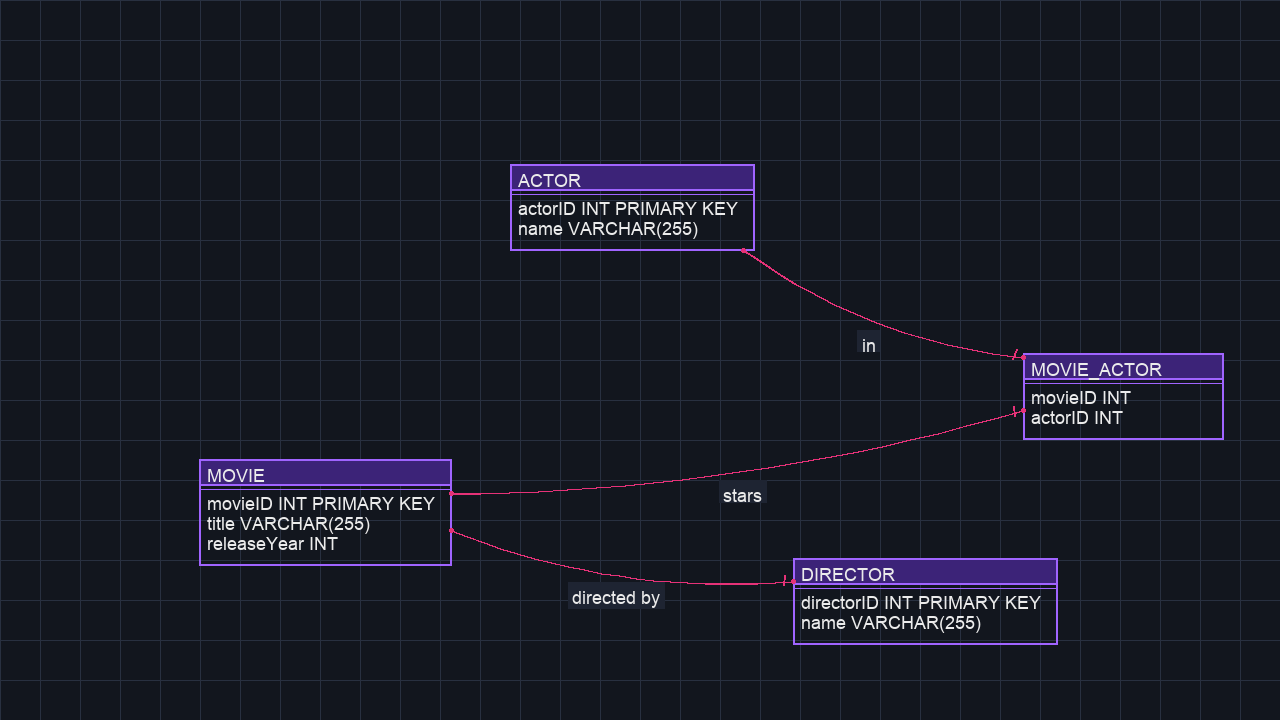 ACTOR
actorID INT PRIMARY KEY
name VARCHAR(255)
in
MOVIE_ACTOR
movieID INT
actorID INT
MOVIE
movieID INT PRIMARY KEY
title VARCHAR(255)
releaseYear INT
stars
directed by
DIRECTOR
directorID INT PRIMARY KEY
name VARCHAR(255)